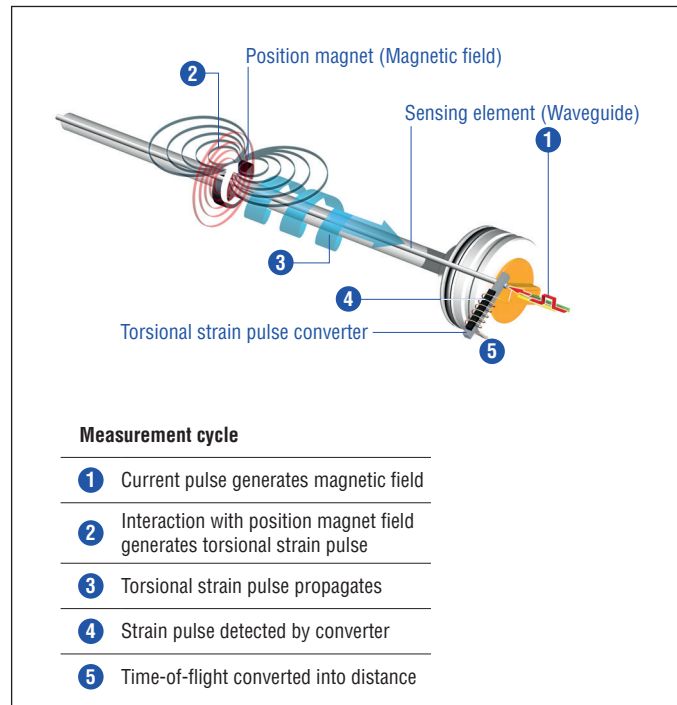 Position magnet (Magnetic field)
2
Sensing element (Waveguide)
1
3
4
Torsional strain pulse converter
5
Measurement cycle
1 Current pulse generates magnetic field
2 Interaction with position magnet field
generates torsional strain pulse
3 Torsional strain pulse propagates
4 Strain pulse detected by converter
5 Time-of-flight converted into distance